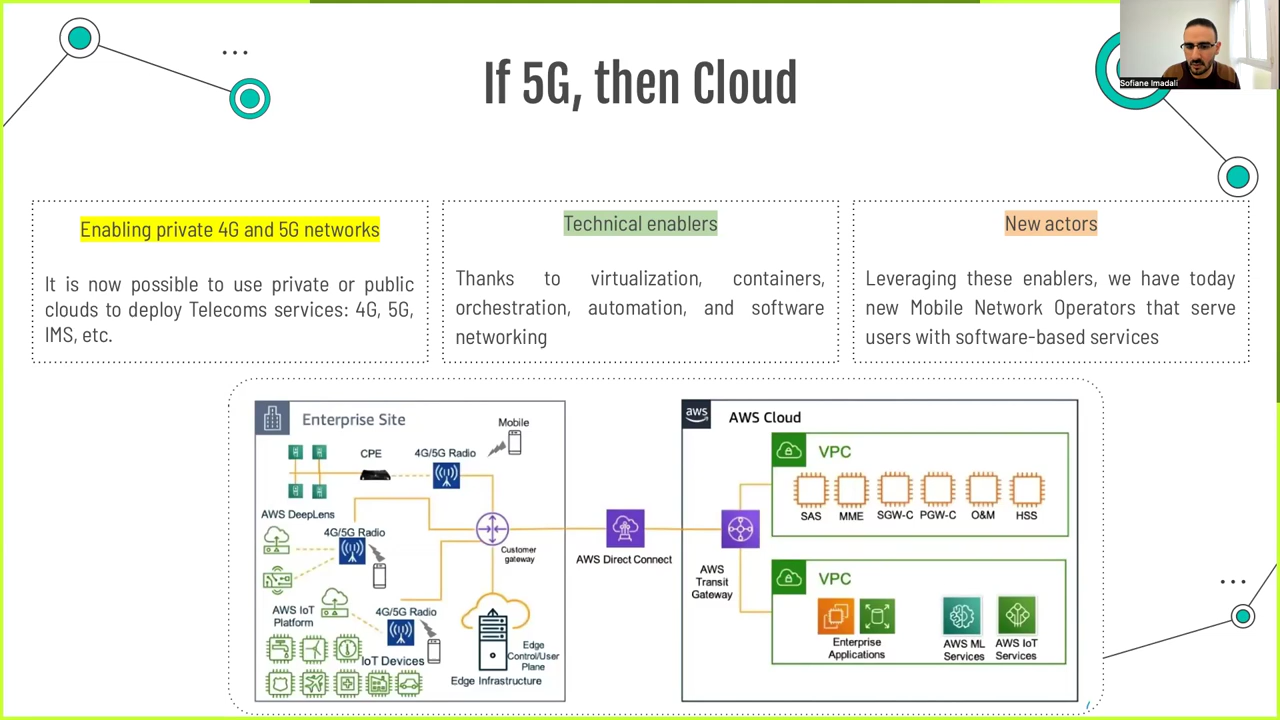 If 5G, then Cloud
Sofiane Imadali
Enabling private 4G and 5G networks
It is now possible to use private or public
clouds to deploy Telecoms services: 4G, 5G,
IMS, etc.
Technical enablers
Thanks to virtualization, containers,
orchestration, automation, and software
networking
New actors
Leveraging these enablers, we have today
new Mobile Network Operators that serve
users with software-based services
Enterprise Site
Mobile
CPE
4G/5G Radio
AWS DeepLens
4G/5G Radio
Customer
gateway
AWS IoT
Platform
4G/5G Radio
IoT Devices
Edge
Control/User
Plane
Edge Infrastructure
AWS Direct Connect
aws
AWS Cloud
AWS
Transit
Gateway
VPC
SAS
MME
SGW-C
PGW-C
O&M
HSS
VPC
Enterprise
Applications
AWS ML
Services
AWS IoT
Services